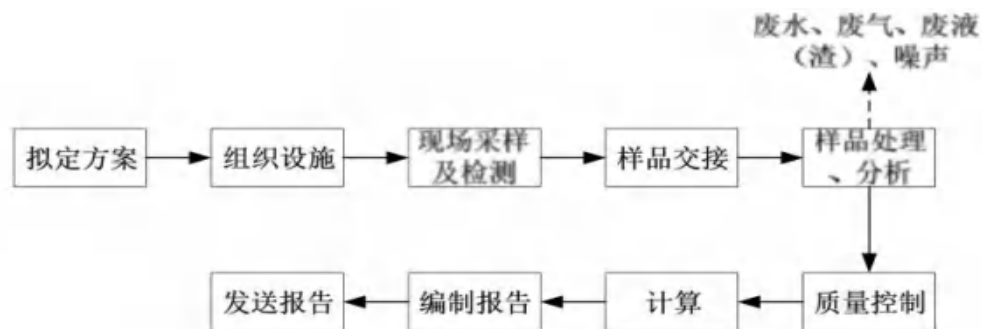 废水、废气、废液
（渣）、噪声
拟定方案
组织设施
现场采样
及检测
样品交接
样品处理
、分析
质量控制
计算
编制报告
发送报告